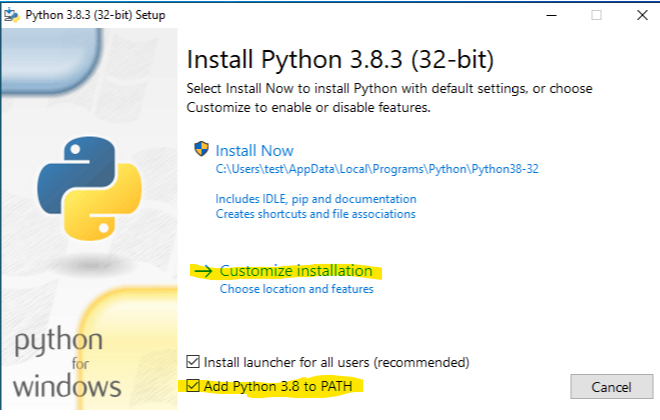 Python 3.8.3 (32-bit) Setup
Install Python 3.8.3 (32-bit)
Select Install Now to install Python with default settings, or choose
Customize to enable or disable features.
Install Now
C:\Users\test\AppData\Local\Programs\Python\Python38-32
Includes IDLE, pip and documentation
Creates shortcuts and file associations
Customize installation
Choose location and features
Install launcher for all users (recommended)
Add Python 3.8 to PATH
Cancel
python
for
windows